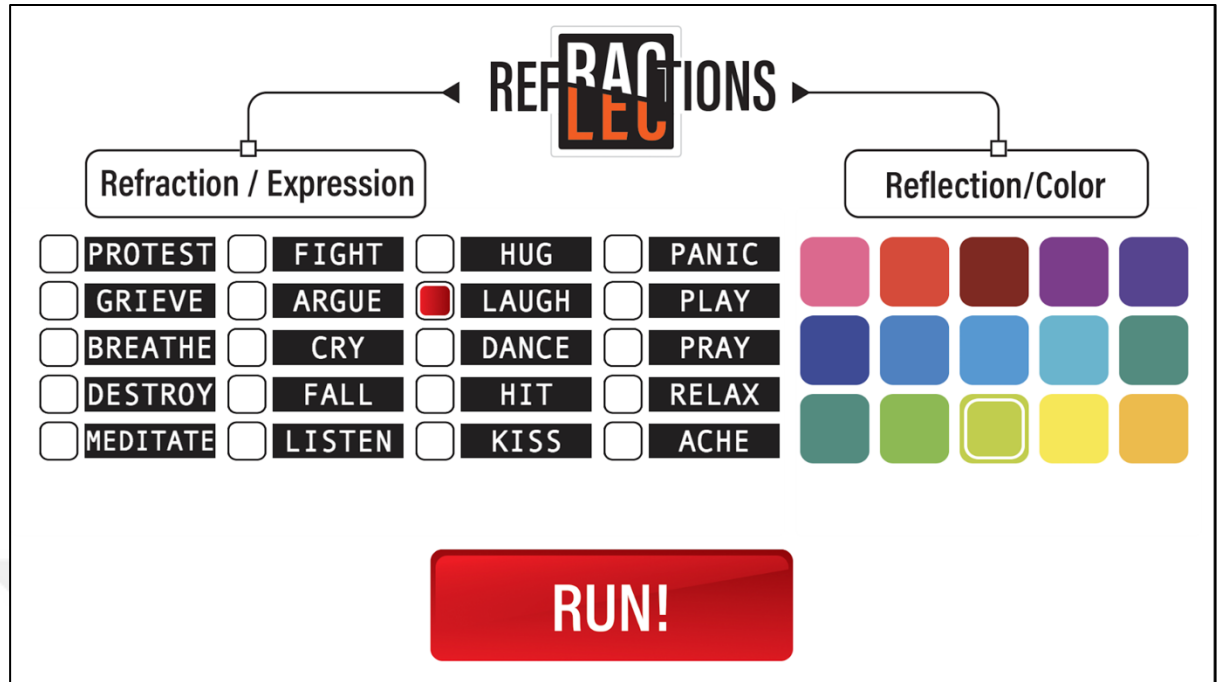 REFRACTIONS
LEC
Refraction / Expression
Reflection/Color
PROTEST FIGHT HUG PANIC
GRIEVE ARGUE LAUGH PLAY
BREATHE CRY DANCE PRAY
DESTROY FALL HIT RELAX
MEDITATE LISTEN KISS ACHE
RUN!